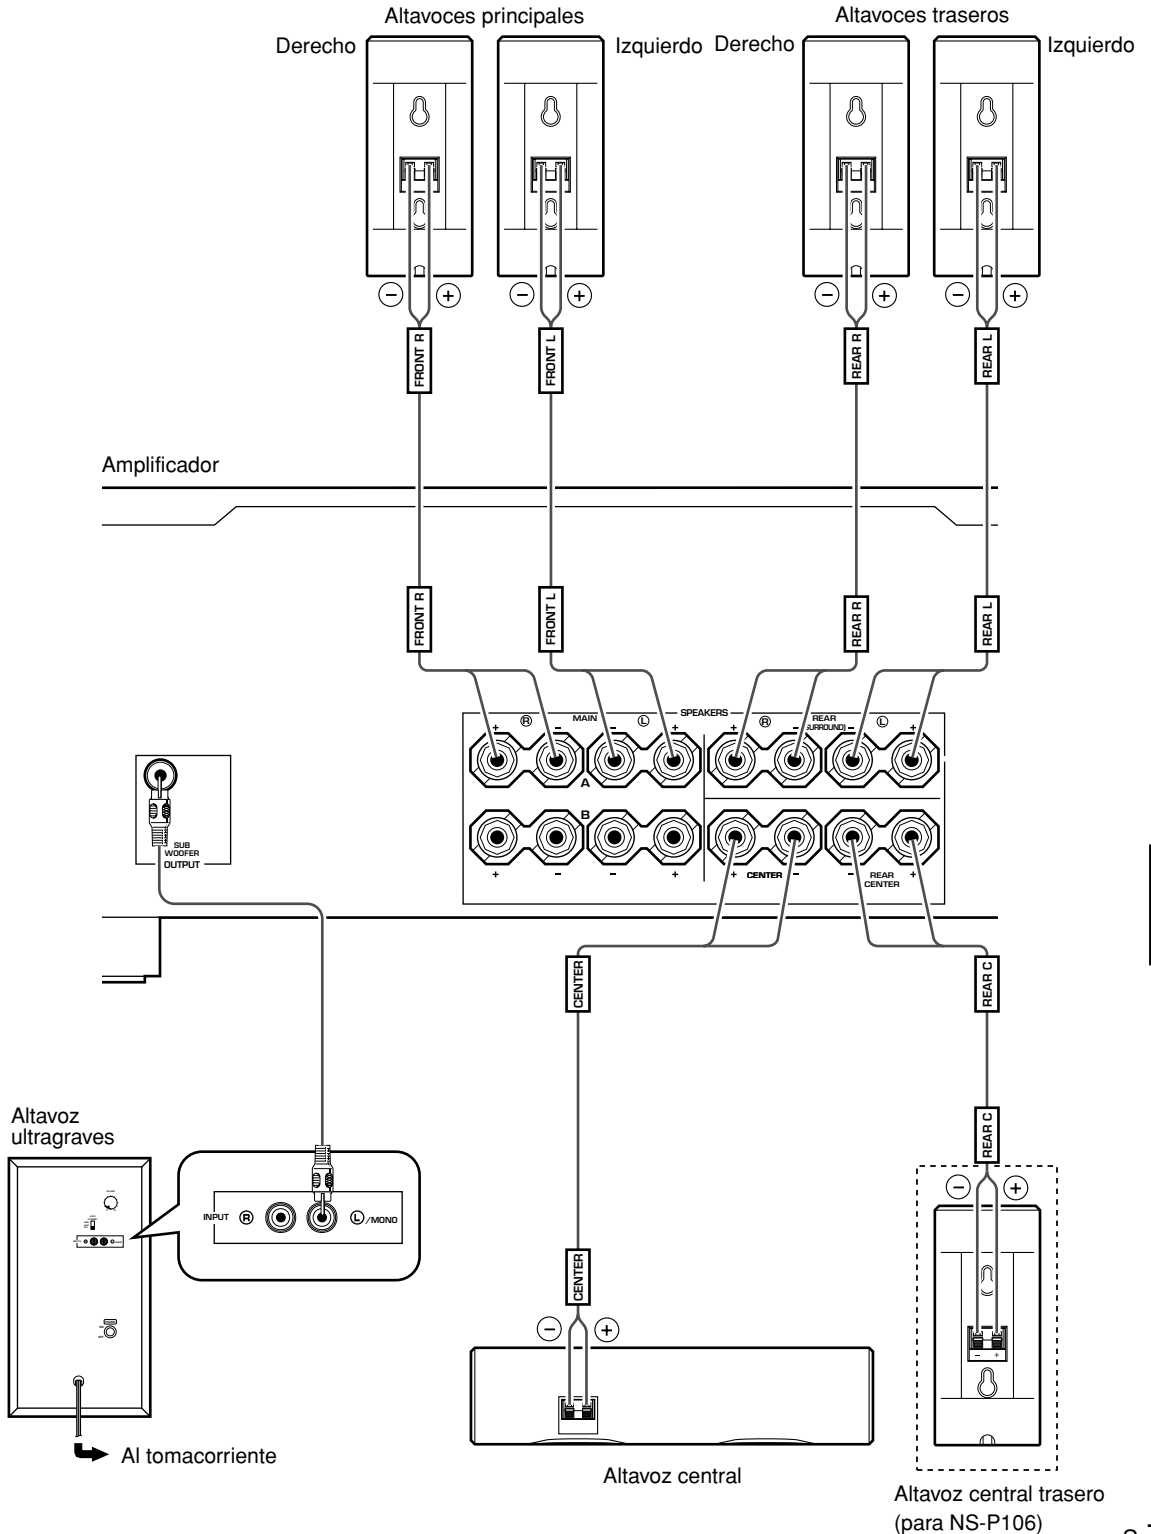 Altavoces principales
Altavoces traseros
Derecho
Izquierdo
Derecho
Izquierdo
− + − + − + − +
FRONT R
FRONT L
REAR R
REAR L
Amplificador
FRONT R
FRONT L
REAR R
REAR L
SPEAKERS
+ R − MAIN − L + + R − REAR − L +
(SURROUND)
A
B
+ − − + + CENTER − − REAR +
CENTER
SUB
WOOFER
OUTPUT
CENTER
REAR C
Altavoz
ultragraves
REAR C
− +
INPUT R L /MONO
CENTER
− +
− +
Al tomacorriente
Altavoz central
Altavoz central trasero
(para NS-P106)